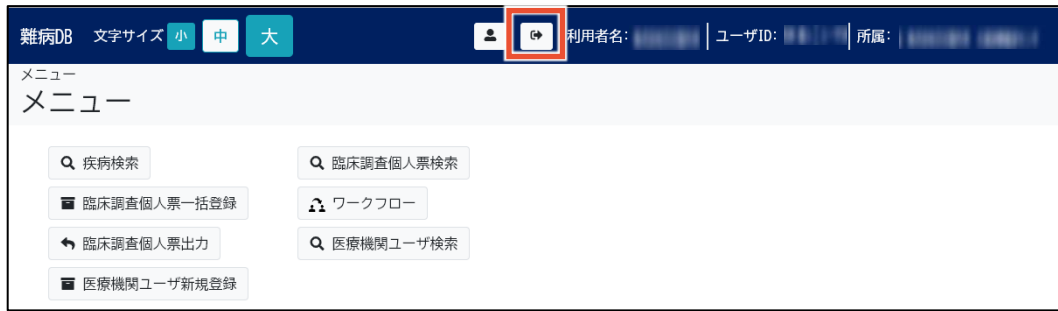 難病DB 文字サイズ 小 中 大 利用者名: ユーザID: 所属:
メニュー
メニュー
疾病検索 臨床調査個人票検索
臨床調査個人票一括登録 ワークフロー
臨床調査個人票出力 医療機関ユーザ検索
医療機関ユーザ新規登録